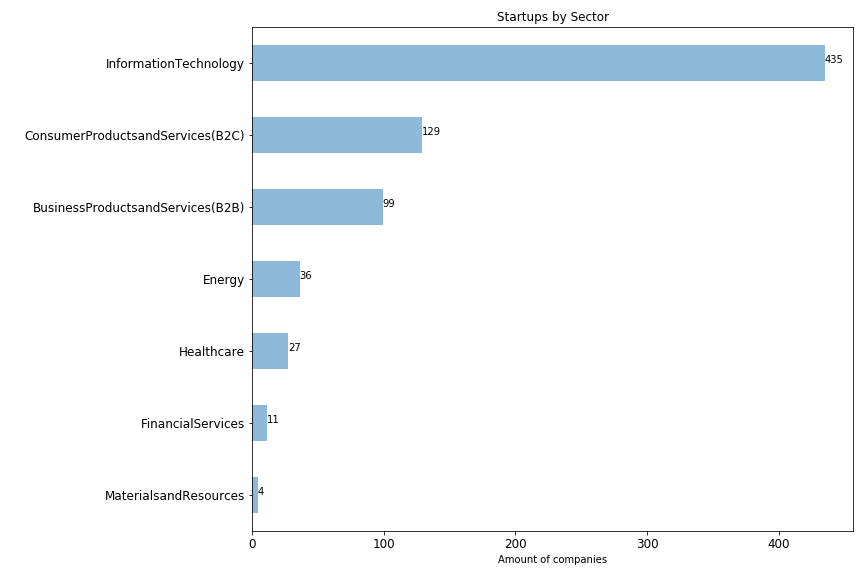 Startups by Sector
InformationTechnology
435
ConsumerProductsandServices(B2C)
129
BusinessProductsandServices(B2B)
99
Energy
36
Healthcare
27
FinancialServices
11
MaterialsandResources
4
0 100 200 300 400
Amount of companies